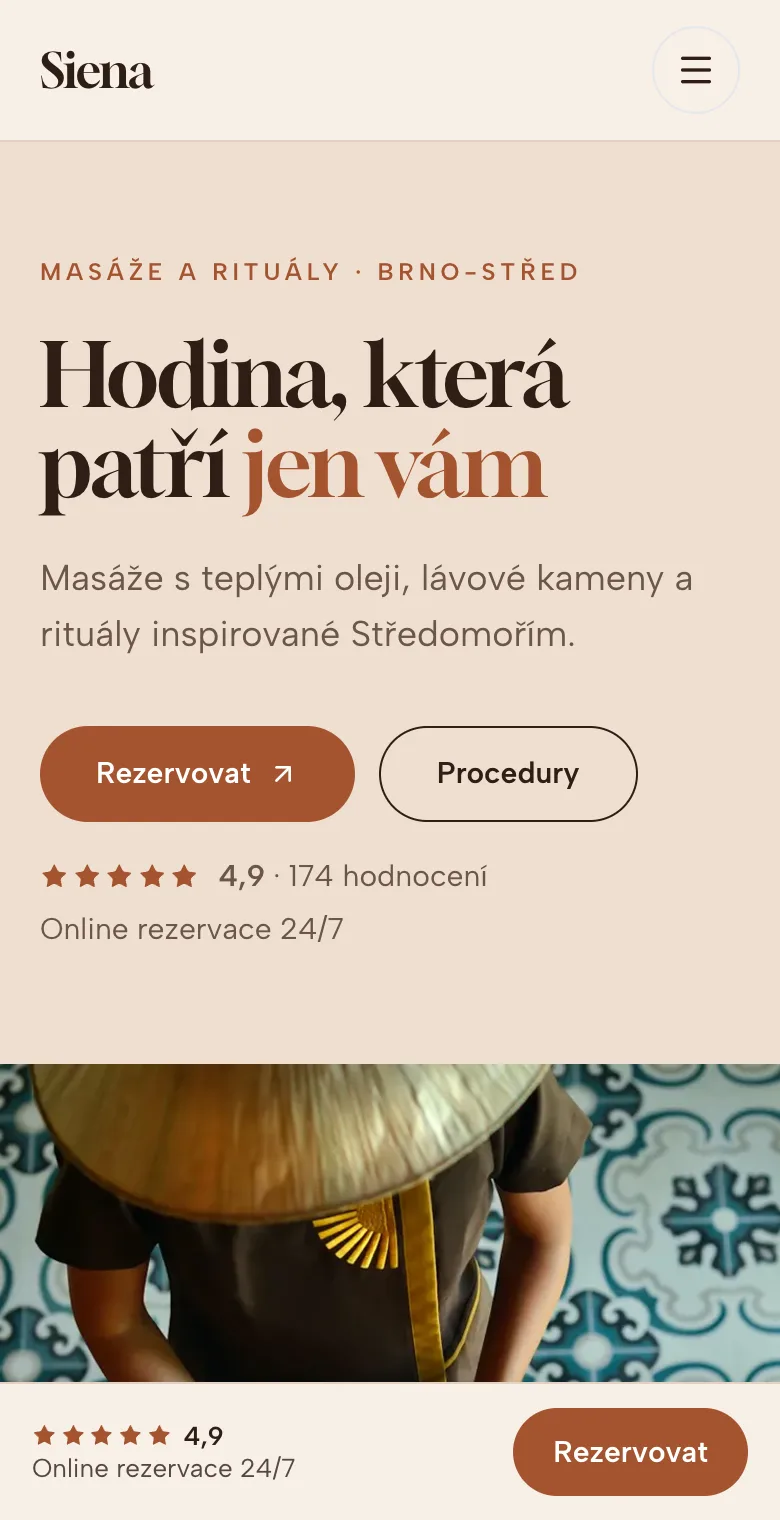 Siena
MASÁŽE A RITUÁLY · BRNO-STŘED
Hodina, která
patří jen vám
Masáže s teplými oleji, lávové kameny a
rituály inspirované Středomořím.
Rezervovat
Procedury
4,9 · 174 hodnocení
Online rezervace 24/7
4,9
Online rezervace 24/7
Rezervovat